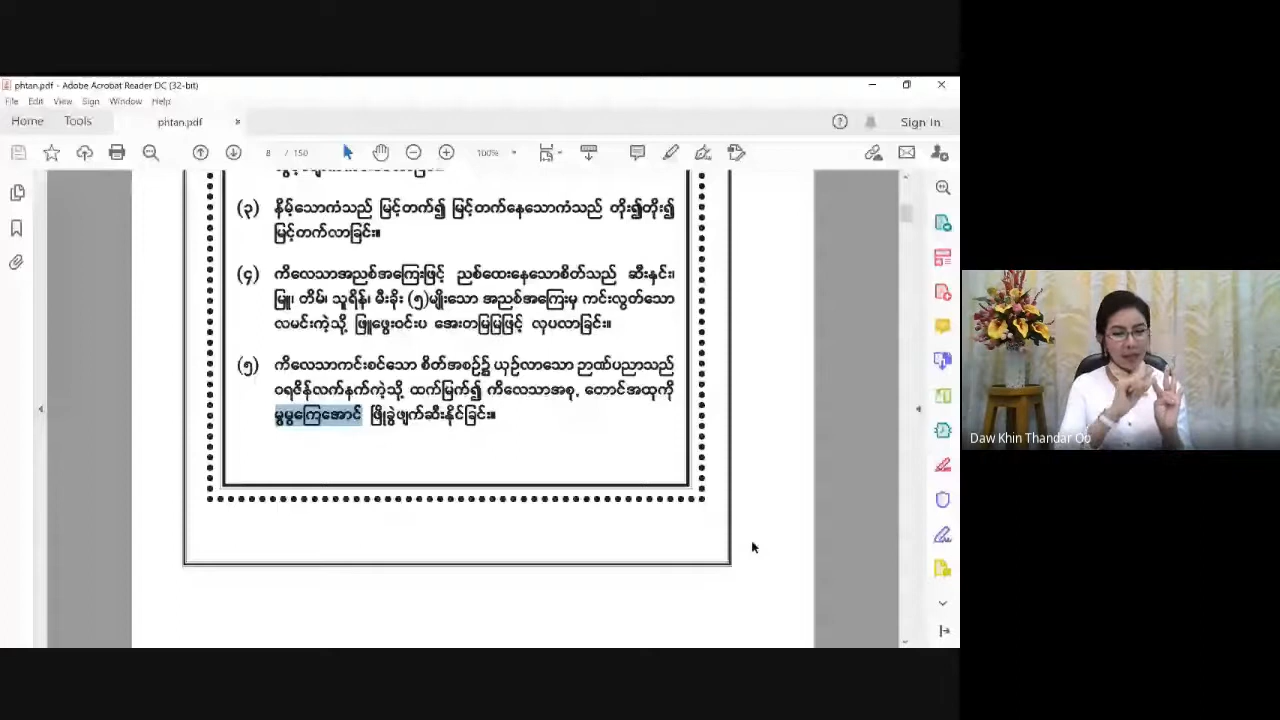 phtan.pdf - Adobe Acrobat Reader DC (32-bit)
File Edit View Sign Window Help
Home Tools phtan.pdf × Sign In
8 / 150 100%
(၃) နိမ့်သောကံသည် မြင့်တက်၍ မြင့်တက်နေသောကံသည် တိုး၍တိုး၍
မြင့်တက်လာခြင်း။
(၄) ကိလေသာအညစ်အကြေးဖြင့် ညစ်ထေးနေသောစိတ်သည် ဆီးနှင်း၊
မြူ၊ တိမ်၊ သူရိန်၊ မီးခိုး (၅)မျိုးသော အညစ်အကြေးမှ ကင်းလွတ်သော
လမင်းကဲ့သို့ ဖြူဖွေးဝင်းပ အေးတမြမြဖြင့် လှပလာခြင်း။
(၅) ကိလေသာကင်းစင်သော စိတ်အစဉ်၌ ယှဉ်လာသော ဉာဏ်ပညာသည်
ဝရဇိန်လက်နက်ကဲ့သို့ ထက်မြက်၍ ကိလေသာအစု, တောင်အထုကို
မွမွကြေအောင် ဖြိုခွဲဖျက်ဆီးနိုင်ခြင်း။
Daw Khin Thandar Oo